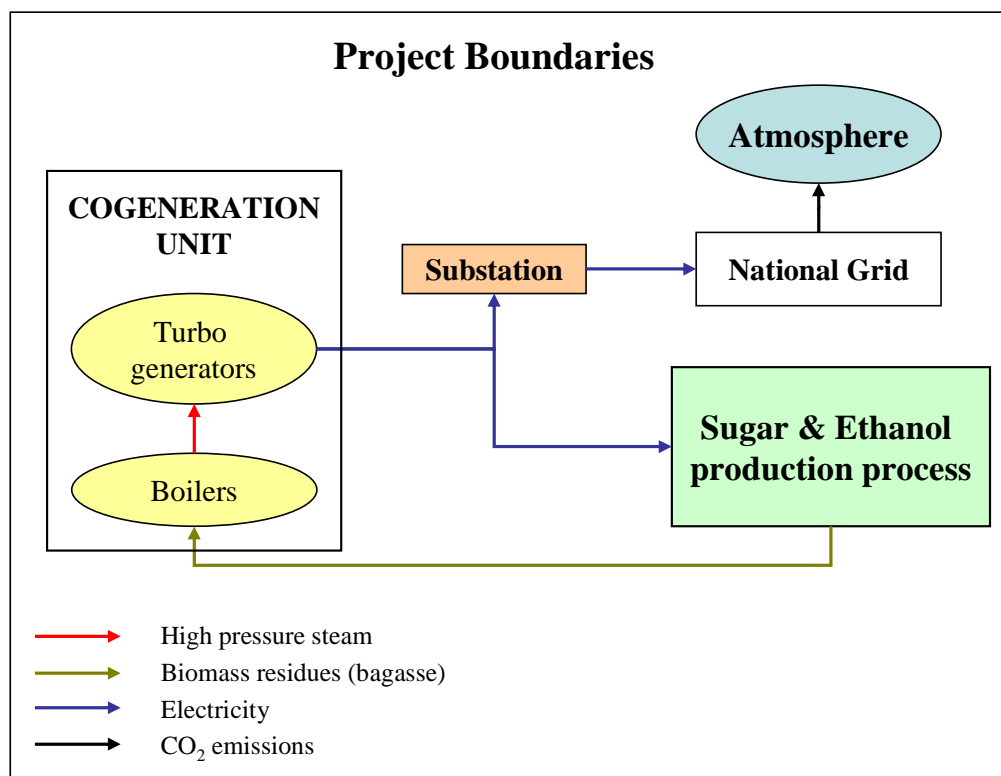 Project Boundaries
Atmosphere
COGENERATION
UNIT
Substation
National Grid
Turbo
generators
Sugar & Ethanol
production process
Boilers
High pressure steam
Biomass residues (bagasse)
Electricity
CO₂ emissions